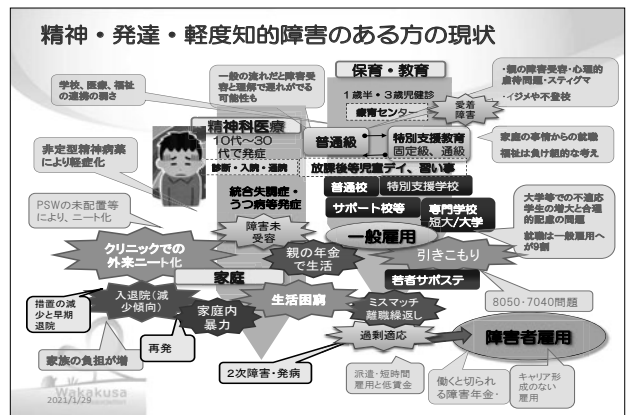 精神・発達・軽度知的障害のある方の現状
保育・教育
1歳半・3歳児健診
療育センター
愛着
障害
・親の障害受容・心理的
虐待問題・スティグマ
・イジメや不登校
学校、医療、福祉
の連携の弱さ
一般の流れだと障害受
容と理解で遅れがでる
可能性も
精神科医療
10代～30
代で発症
診断・入院・通院
統合失調症・
うつ病等発症
普通級
特別支援教育
固定級、通級
家庭の事情からの就職
福祉は負け組的な考え
放課後等児童デイ、習い事
普通校
特別支援学校
サポート校等
専門学校
短大/大学
非定型精神病薬
により軽症化
PSWの未配置等
により、ニート化
大学等での不適応
学生の増大と合理
的配慮の問題
就職は一般雇用へ
が9割
障害未
受容
一般雇用
クリニックでの
外来ニート化
親の年金
で生活
引きこもり
家庭
若者サポステ
入退院(減
少傾向)
措置の減
少と早期
退院
家庭内
暴力
生活困窮
ミスマッチ
離職繰返し
8050・7040問題
過剰適応
障害者雇用
再発
家族の負担が増
2次障害・発病
派遣・短時間
雇用と低賃金
働くと切られ
る障害年金・
キャリア形
成のない
雇用
Wakakusa
2021/1/29